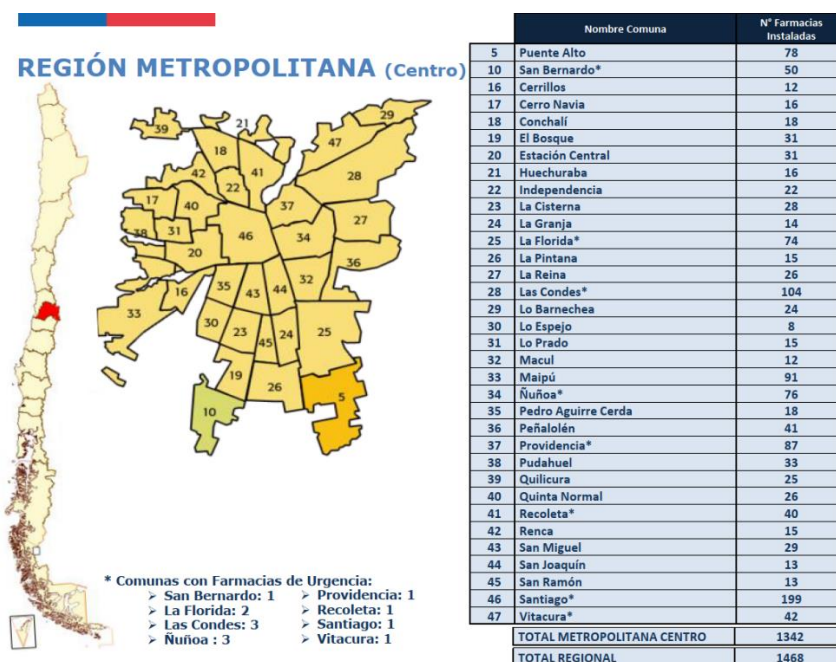 REGIÓN METROPOLITANA (Centro)
39
21
29
47
18
41
28
42
22
17
40
37
27
38
31
46
34
20
36
16
35
43
44
32
33
30
23
45
24
25
19
26
10
5
* Comunas con Farmacias de Urgencia:
➢ San Bernardo: 1
➢ La Florida: 2
➢ Las Condes: 3
➢ Ñuñoa : 3
➢ Providencia: 1
➢ Recoleta: 1
➢ Santiago: 1
➢ Vitacura: 1
Nombre Comuna N° Farmacias Instaladas
5 Puente Alto 78
10 San Bernardo* 50
16 Cerrillos 12
17 Cerro Navia 16
18 Conchalí 18
19 El Bosque 31
20 Estación Central 31
21 Huechuraba 16
22 Independencia 22
23 La Cisterna 28
24 La Granja 14
25 La Florida* 74
26 La Pintana 15
27 La Reina 26
28 Las Condes* 104
29 Lo Barnechea 24
30 Lo Espejo 8
31 Lo Prado 15
32 Macul 12
33 Maipú 91
34 Ñuñoa* 76
35 Pedro Aguirre Cerda 18
36 Peñalolén 41
37 Providencia* 87
38 Pudahuel 33
39 Quilicura 25
40 Quinta Normal 26
41 Recoleta* 40
42 Renca 15
43 San Miguel 29
44 San Joaquín 13
45 San Ramón 13
46 Santiago* 199
47 Vitacura* 42
TOTAL METROPOLITANA CENTRO 1342
TOTAL REGIONAL 1468